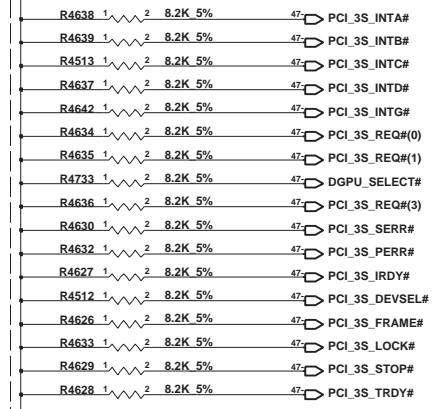 R4638 1 2 8.2K_5% 47 PCI_3S_INTA#
R4639 1 2 8.2K_5% 47 PCI_3S_INTB#
R4513 1 2 8.2K_5% 47 PCI_3S_INTC#
R4637 1 2 8.2K_5% 47 PCI_3S_INTD#
R4642 1 2 8.2K_5% 47 PCI_3S_INTG#
R4634 1 2 8.2K_5% 47 PCI_3S_REQ#(0)
R4635 1 2 8.2K_5% 47 PCI_3S_REQ#(1)
R4733 1 2 8.2K_5% 47 DGPU_SELECT#
R4636 1 2 8.2K_5% 47 PCI_3S_REQ#(3)
R4630 1 2 8.2K_5% 47 PCI_3S_SERR#
R4632 1 2 8.2K_5% 47 PCI_3S_PERR#
R4627 1 2 8.2K_5% 47 PCI_3S_IRDY#
R4512 1 2 8.2K_5% 47 PCI_3S_DEVSEL#
R4626 1 2 8.2K_5% 47 PCI_3S_FRAME#
R4633 1 2 8.2K_5% 47 PCI_3S_LOCK#
R4629 1 2 8.2K_5% 47 PCI_3S_STOP#
R4628 1 2 8.2K_5% 47 PCI_3S_TRDY#